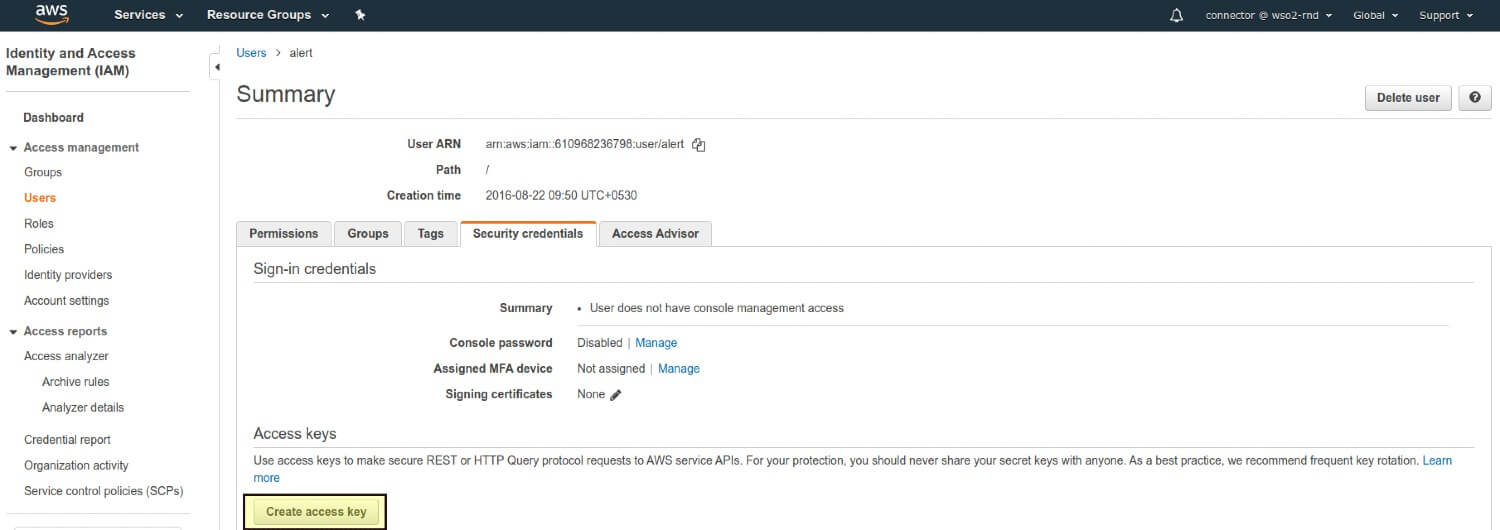 aws Services Resource Groups connector @ wso2-rnd Global Support
Identity and Access
Management (IAM)
Dashboard
Access management
Groups
Users
Roles
Policies
Identity providers
Account settings
Access reports
Access analyzer
Archive rules
Analyzer details
Credential report
Organization activity
Service control policies (SCPs)
Users > alert
Summary
Delete user ?
User ARN arn:aws:iam::610968236798:user/alert
Path /
Creation time 2016-08-22 09:50 UTC+0530
Permissions Groups Tags Security credentials Access Advisor
Sign-in credentials
Summary • User does not have console management access
Console password Disabled | Manage
Assigned MFA device Not assigned | Manage
Signing certificates None
Access keys
Use access keys to make secure REST or HTTP Query protocol requests to AWS service APIs. For your protection, you should never share your secret keys with anyone. As a best practice, we recommend frequent key rotation. Learn
more
Create access key